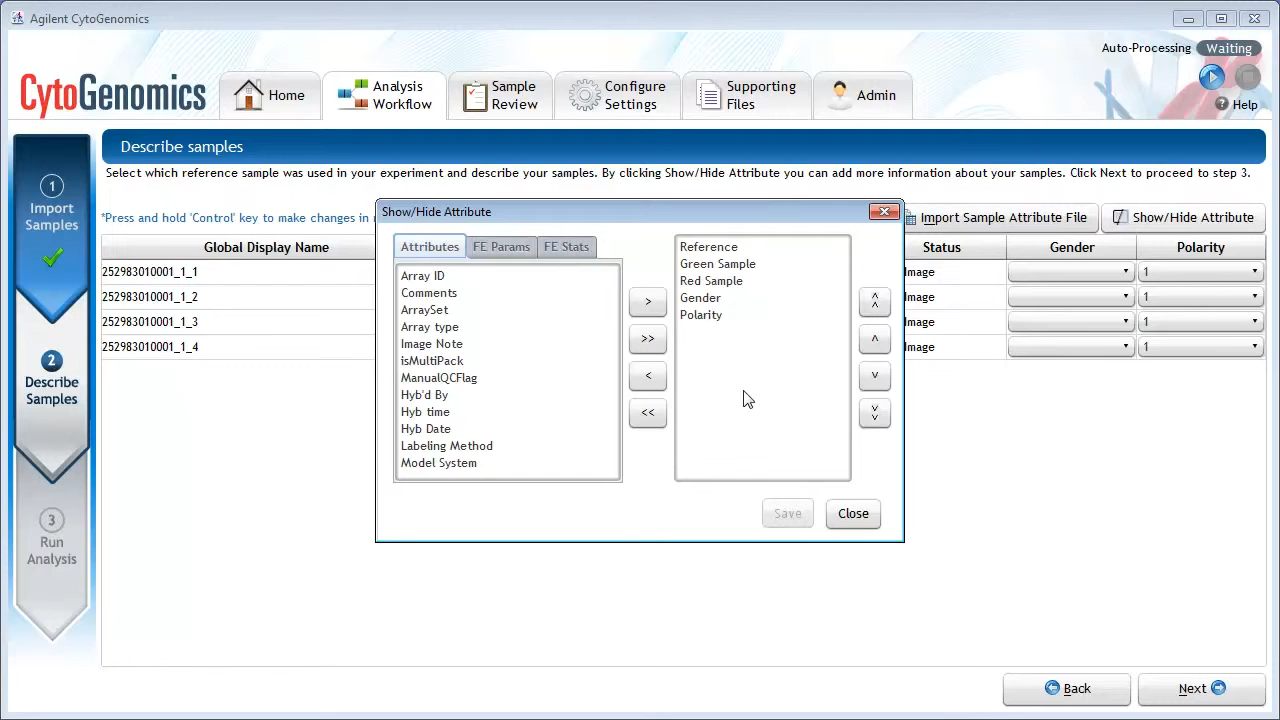 Agilent CytoGenomics
Auto-Processing Waiting
CytoGenomics
Home
Analysis
Workflow
Sample
Review
Configure
Settings
Supporting
Files
Admin
? Help
Describe samples
Select which reference sample was used in your experiment and describe your samples. By clicking Show/Hide Attribute you can add more information about your samples. Click Next to proceed to step 3.
1
Import
Samples
2
Describe
Samples
3
Run
Analysis
*Press and hold 'Control' key to make changes in
Import Sample Attribute File
Show/Hide Attribute
Global Display Name Status Gender Polarity
252983010001_1_1 Image 1
252983010001_1_2 Image 1
252983010001_1_3 Image 1
252983010001_1_4 Image 1
Show/Hide Attribute
Attributes FE Params FE Stats
Array ID
Comments
ArraySet
Array type
Image Note
isMultiPack
ManualQCFlag
Hyb'd By
Hyb time
Hyb Date
Labeling Method
Model System
>
>>
<
<<
Reference
Green Sample
Red Sample
Gender
Polarity
Save Close
Back Next